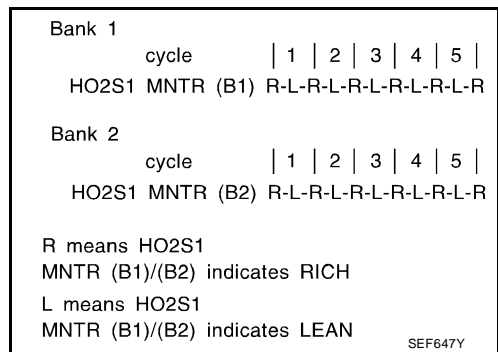 Bank 1
cycle | 1 | 2 | 3 | 4 | 5 |
HO2S1 MNTR (B1) R-L-R-L-R-L-R-L-R-L-R
Bank 2
cycle | 1 | 2 | 3 | 4 | 5 |
HO2S1 MNTR (B2) R-L-R-L-R-L-R-L-R-L-R
R means HO2S1
MNTR (B1)/(B2) indicates RICH
L means HO2S1
MNTR (B1)/(B2) indicates LEAN
SEF647Y